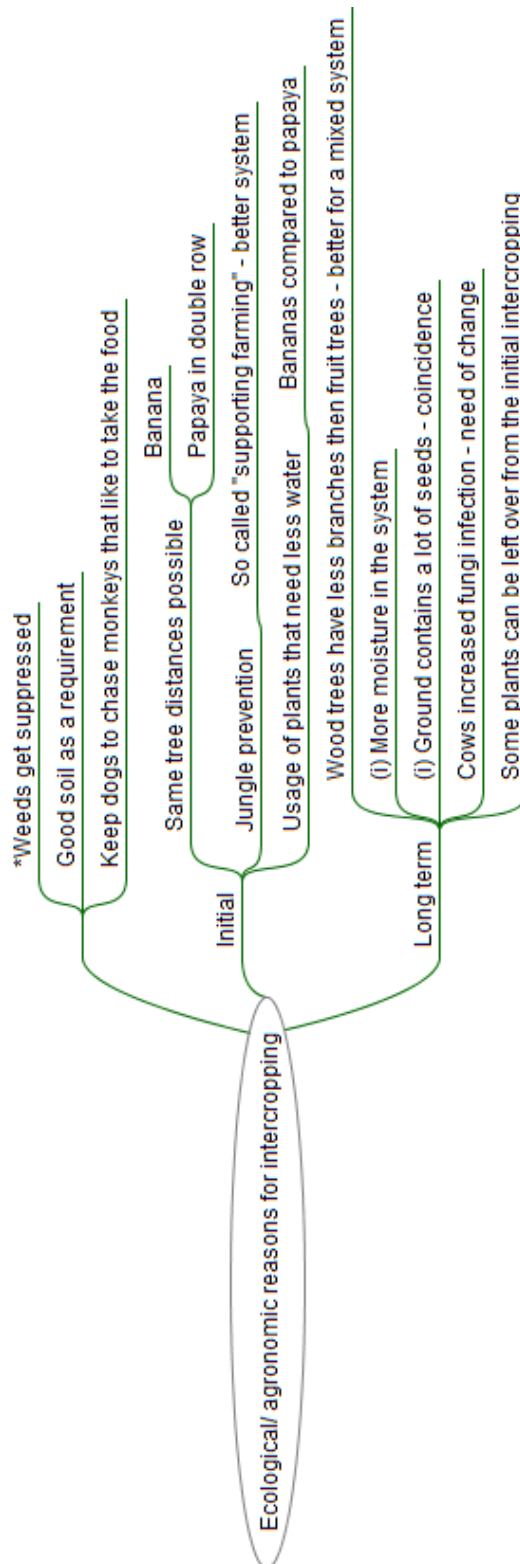 Ecological/ agronomic reasons for intercropping
*Weeds get suppressed
Good soil as a requirement
Keep dogs to chase monkeys that like to take the food
Initial
Same tree distances possible
Banana
Papaya in double row
Jungle prevention
So called "supporting farming" - better system
Usage of plants that need less water
Bananas compared to papaya
Long term
Wood trees have less branches then fruit trees - better for a mixed system
(i) More moisture in the system
(i) Ground contains a lot of seeds - coincidence
Cows increased fungi infection - need of change
Some plants can be left over from the initial intercropping